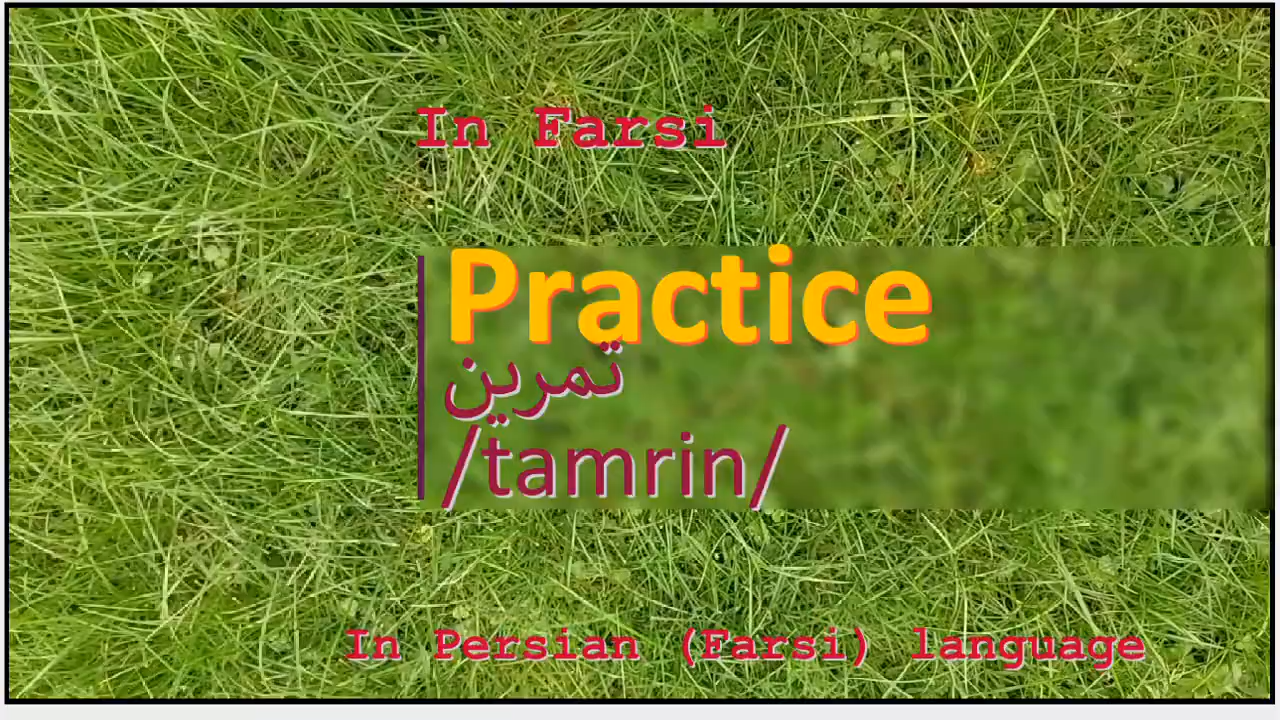 In Farsi
Practice
تمرین
/tamrin/
In Persian (Farsi) language